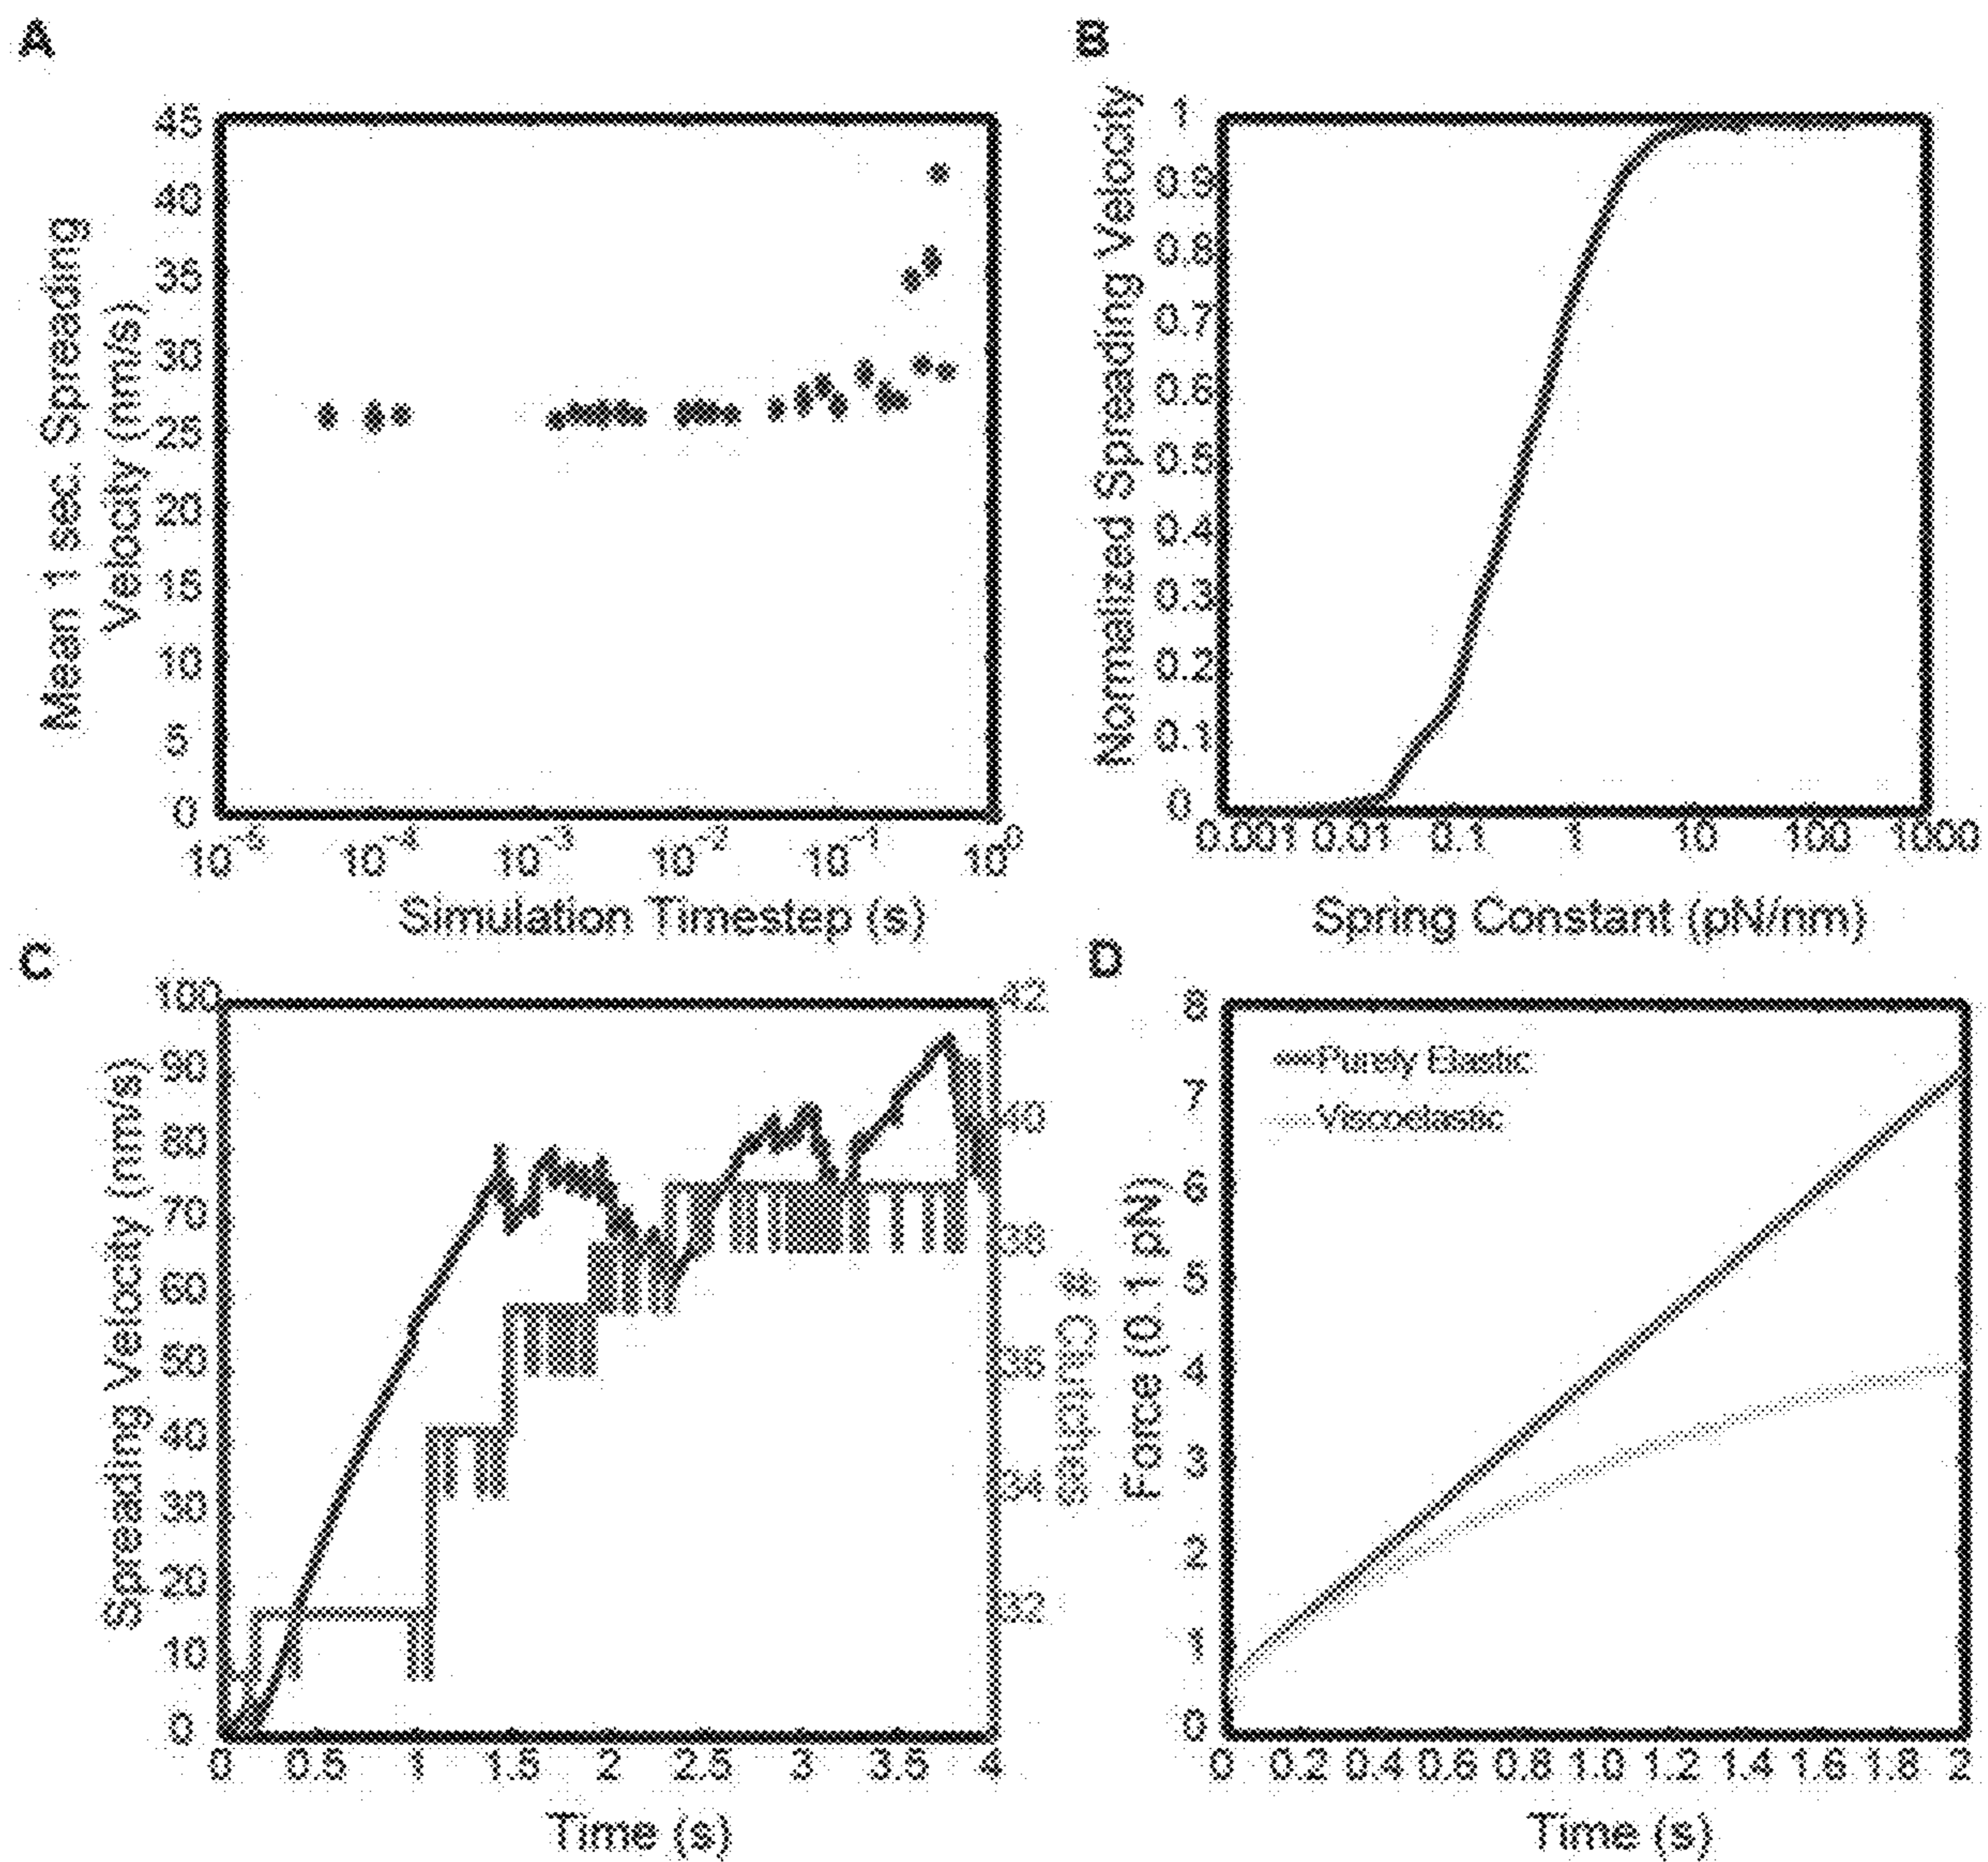 A
Mean 1 sec. Spreading
Velocity (nm/s)
45
40
35
30
25
20
15
10
5
0
10^-5 10^-4 10^-3 10^-2 10^-1 10^0
Simulation Timestep (s)
B
Normalized Spreading Velocity
1
0.9
0.8
0.7
0.6
0.5
0.4
0.3
0.2
0.1
0
0.001 0.01 0.1 1 10 100 1000
Spring Constant (pN/nm)
C
Spreading Velocity (nm/s)
100
90
80
70
60
50
40
30
20
10
0
0 0.5 1 1.5 2 2.5 3 3.5 4
Time (s)
42
40
38
36
34
32
# Clutches
D
Force (0.1 pN)
8
7
6
5
4
3
2
1
0
Purely Elastic
Viscoelastic
0 0.2 0.4 0.6 0.8 1.0 1.2 1.4 1.6 1.8 2
Time (s)